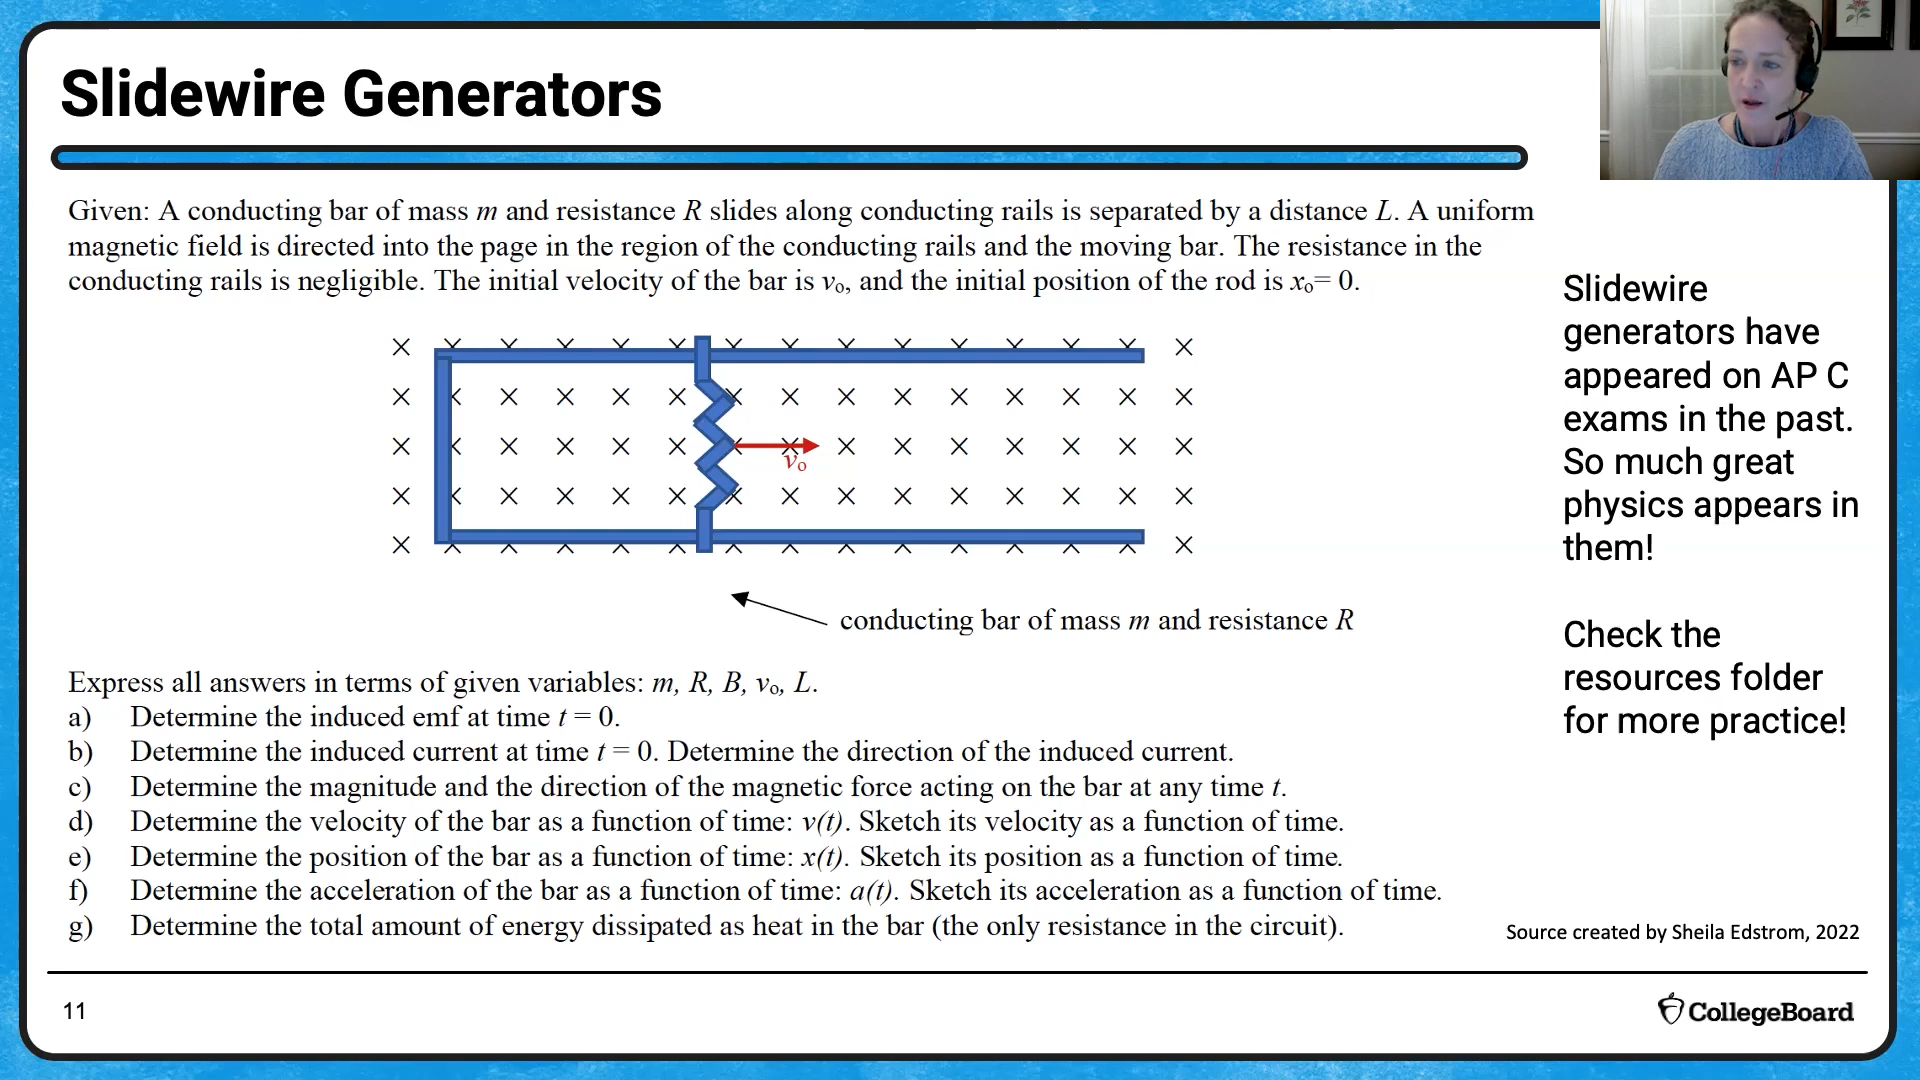 Slidewire Generators
Given: A conducting bar of mass m and resistance R slides along conducting rails is separated by a distance L. A uniform
magnetic field is directed into the page in the region of the conducting rails and the moving bar. The resistance in the
conducting rails is negligible. The initial velocity of the bar is vₒ, and the initial position of the rod is xₒ= 0.
vₒ
conducting bar of mass m and resistance R
Express all answers in terms of given variables: m, R, B, vₒ, L.
a) Determine the induced emf at time t = 0.
b) Determine the induced current at time t = 0. Determine the direction of the induced current.
c) Determine the magnitude and the direction of the magnetic force acting on the bar at any time t.
d) Determine the velocity of the bar as a function of time: v(t). Sketch its velocity as a function of time.
e) Determine the position of the bar as a function of time: x(t). Sketch its position as a function of time.
f) Determine the acceleration of the bar as a function of time: a(t). Sketch its acceleration as a function of time.
g) Determine the total amount of energy dissipated as heat in the bar (the only resistance in the circuit).
Slidewire
generators have
appeared on AP C
exams in the past.
So much great
physics appears in
them!
Check the
resources folder
for more practice!
Source created by Sheila Edstrom, 2022
11
CollegeBoard